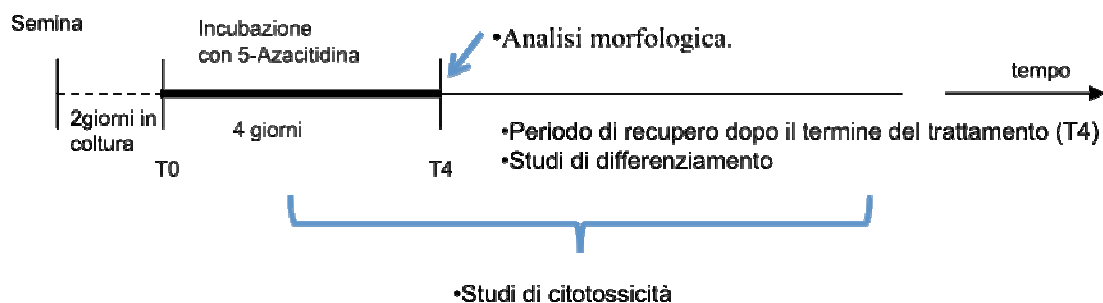 Semina
Incubazione
con 5-Azacitidina
•Analisi morfologica.
tempo
2giorni in
coltura
4 giorni
T0
T4
•Periodo di recupero dopo il termine del trattamento (T4)
•Studi di differenziamento
•Studi di citotossicità